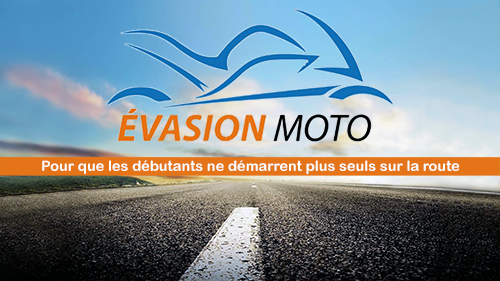 ÉVASION MOTO
Pour que les débutants ne démarrent plus seuls sur la route